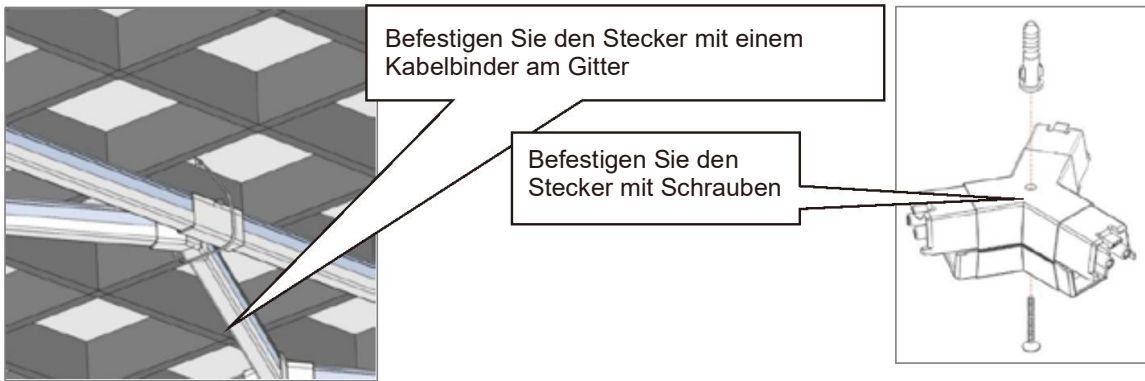 Befestigen Sie den Stecker mit einem
Kabelbinder am Gitter
Befestigen Sie den
Stecker mit Schrauben